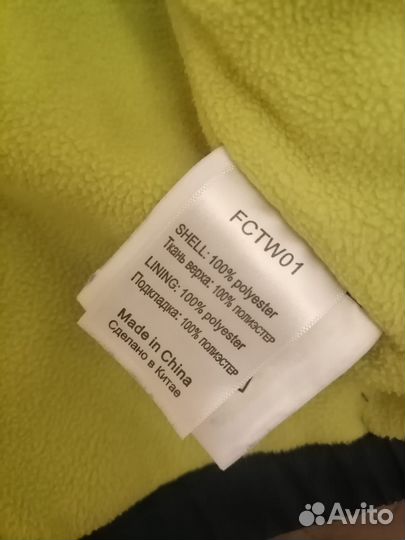 FCTW01
SHELL: 100% polyester
Ткань верха: 100% полиэстер
LINING: 100% polyester
Подкладка: 100% полиэстер
Made in China
Сделано в Китае
Avito